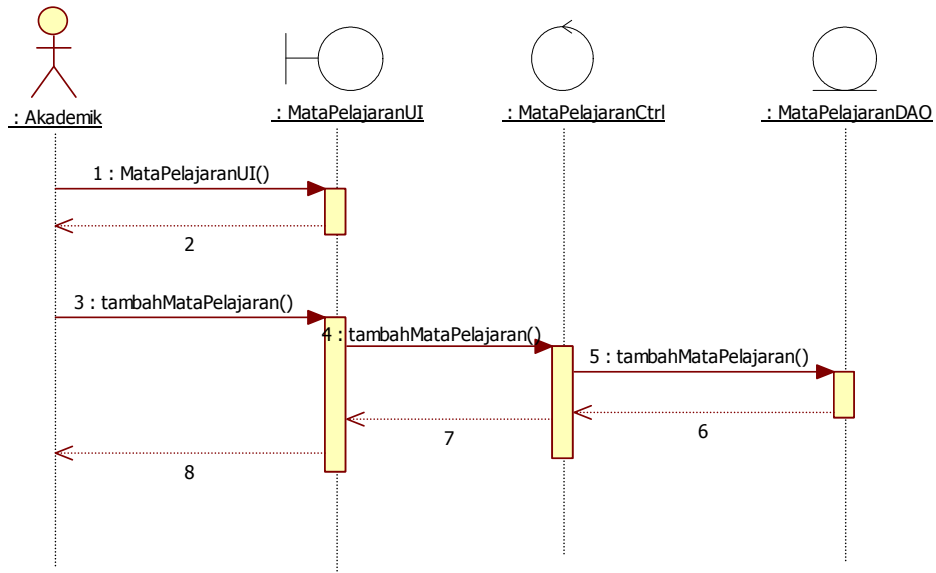 : Akademik
: MataPelajaranUI
: MataPelajaranCtrl
: MataPelajaranDAO
1 : MataPelajaranUI()
2
3 : tambahMataPelajaran()
4 : tambahMataPelajaran()
5 : tambahMataPelajaran()
6
7
8